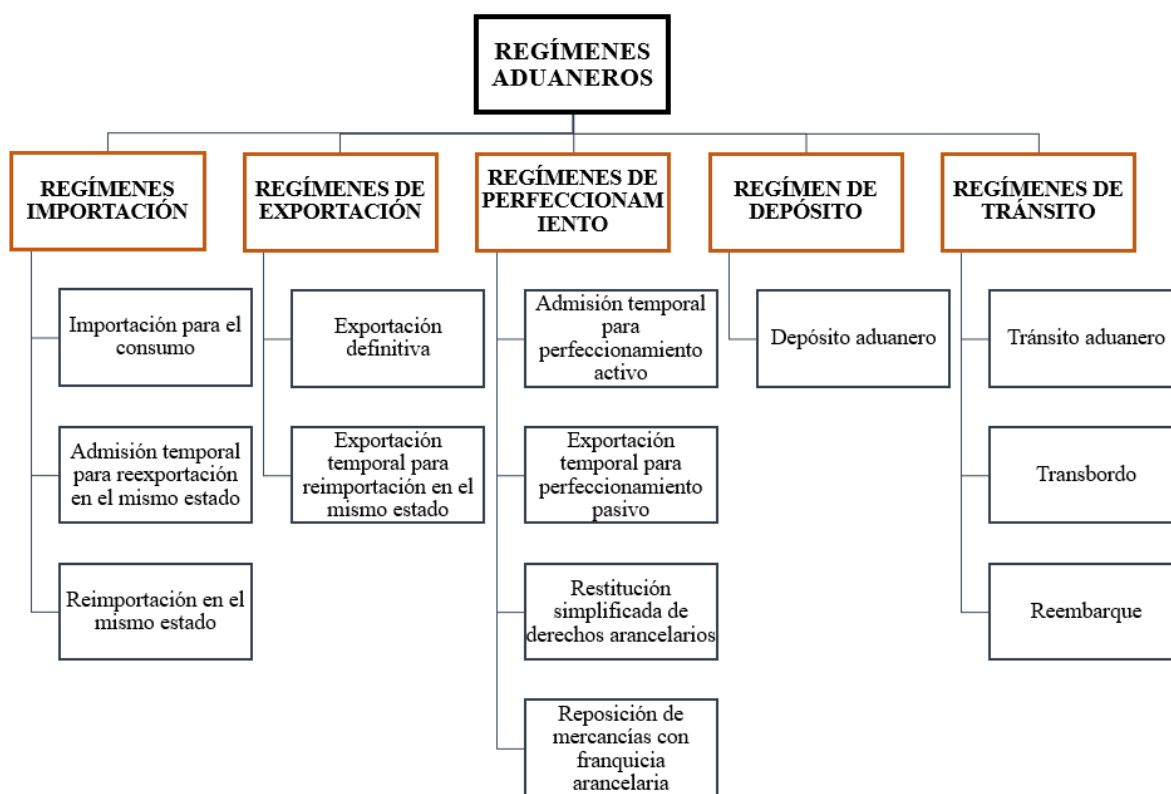 REGÍMENES
ADUANEROS
REGÍMENES
IMPORTACIÓN
Importación para el
consumo
Admisión temporal
para reexportación
en el mismo estado
Reimportación en el
mismo estado
REGÍMENES DE
EXPORTACIÓN
Exportación
definitiva
Exportación
temporal para
reimportación en el
mismo estado
REGÍMENES DE
PERFECCIONAM
IENTO
Admisión temporal
para
perfeccionamiento
activo
Exportación
temporal para
perfeccionamiento
pasivo
Restitución
simplificada de
derechos arancelarios
Reposición de
mercancías con
franquicia
arancelaria
REGÍMEN DE
DEPÓSITO
Depósito aduanero
REGÍMENES DE
TRÁNSITO
Tránsito aduanero
Transbordo
Reembarque